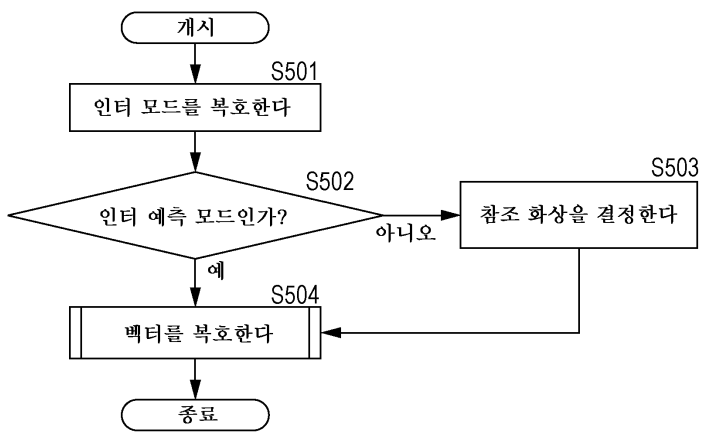 개시
S501
인터 모드를 복호한다
S502
인터 예측 모드인가?
아니오
S503
참조 화상을 결정한다
예
S504
벡터를 복호한다
종료